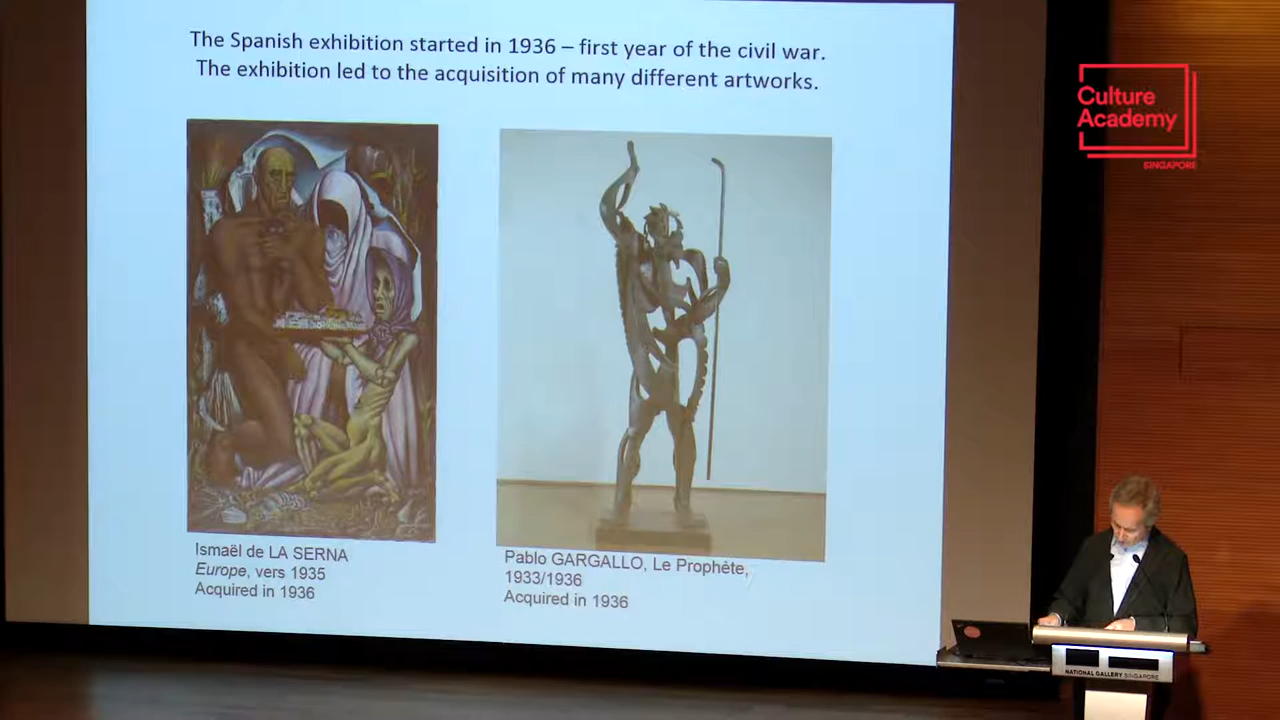 The Spanish exhibition started in 1936 – first year of the civil war.
The exhibition led to the acquisition of many different artworks.
Culture
Academy
SINGAPORE
Ismaël de LA SERNA
Europe, vers 1935
Acquired in 1936
Pablo GARGALLO, Le Prophète,
1933/1936
Acquired in 1936
NATIONAL GALLERY SINGAPORE